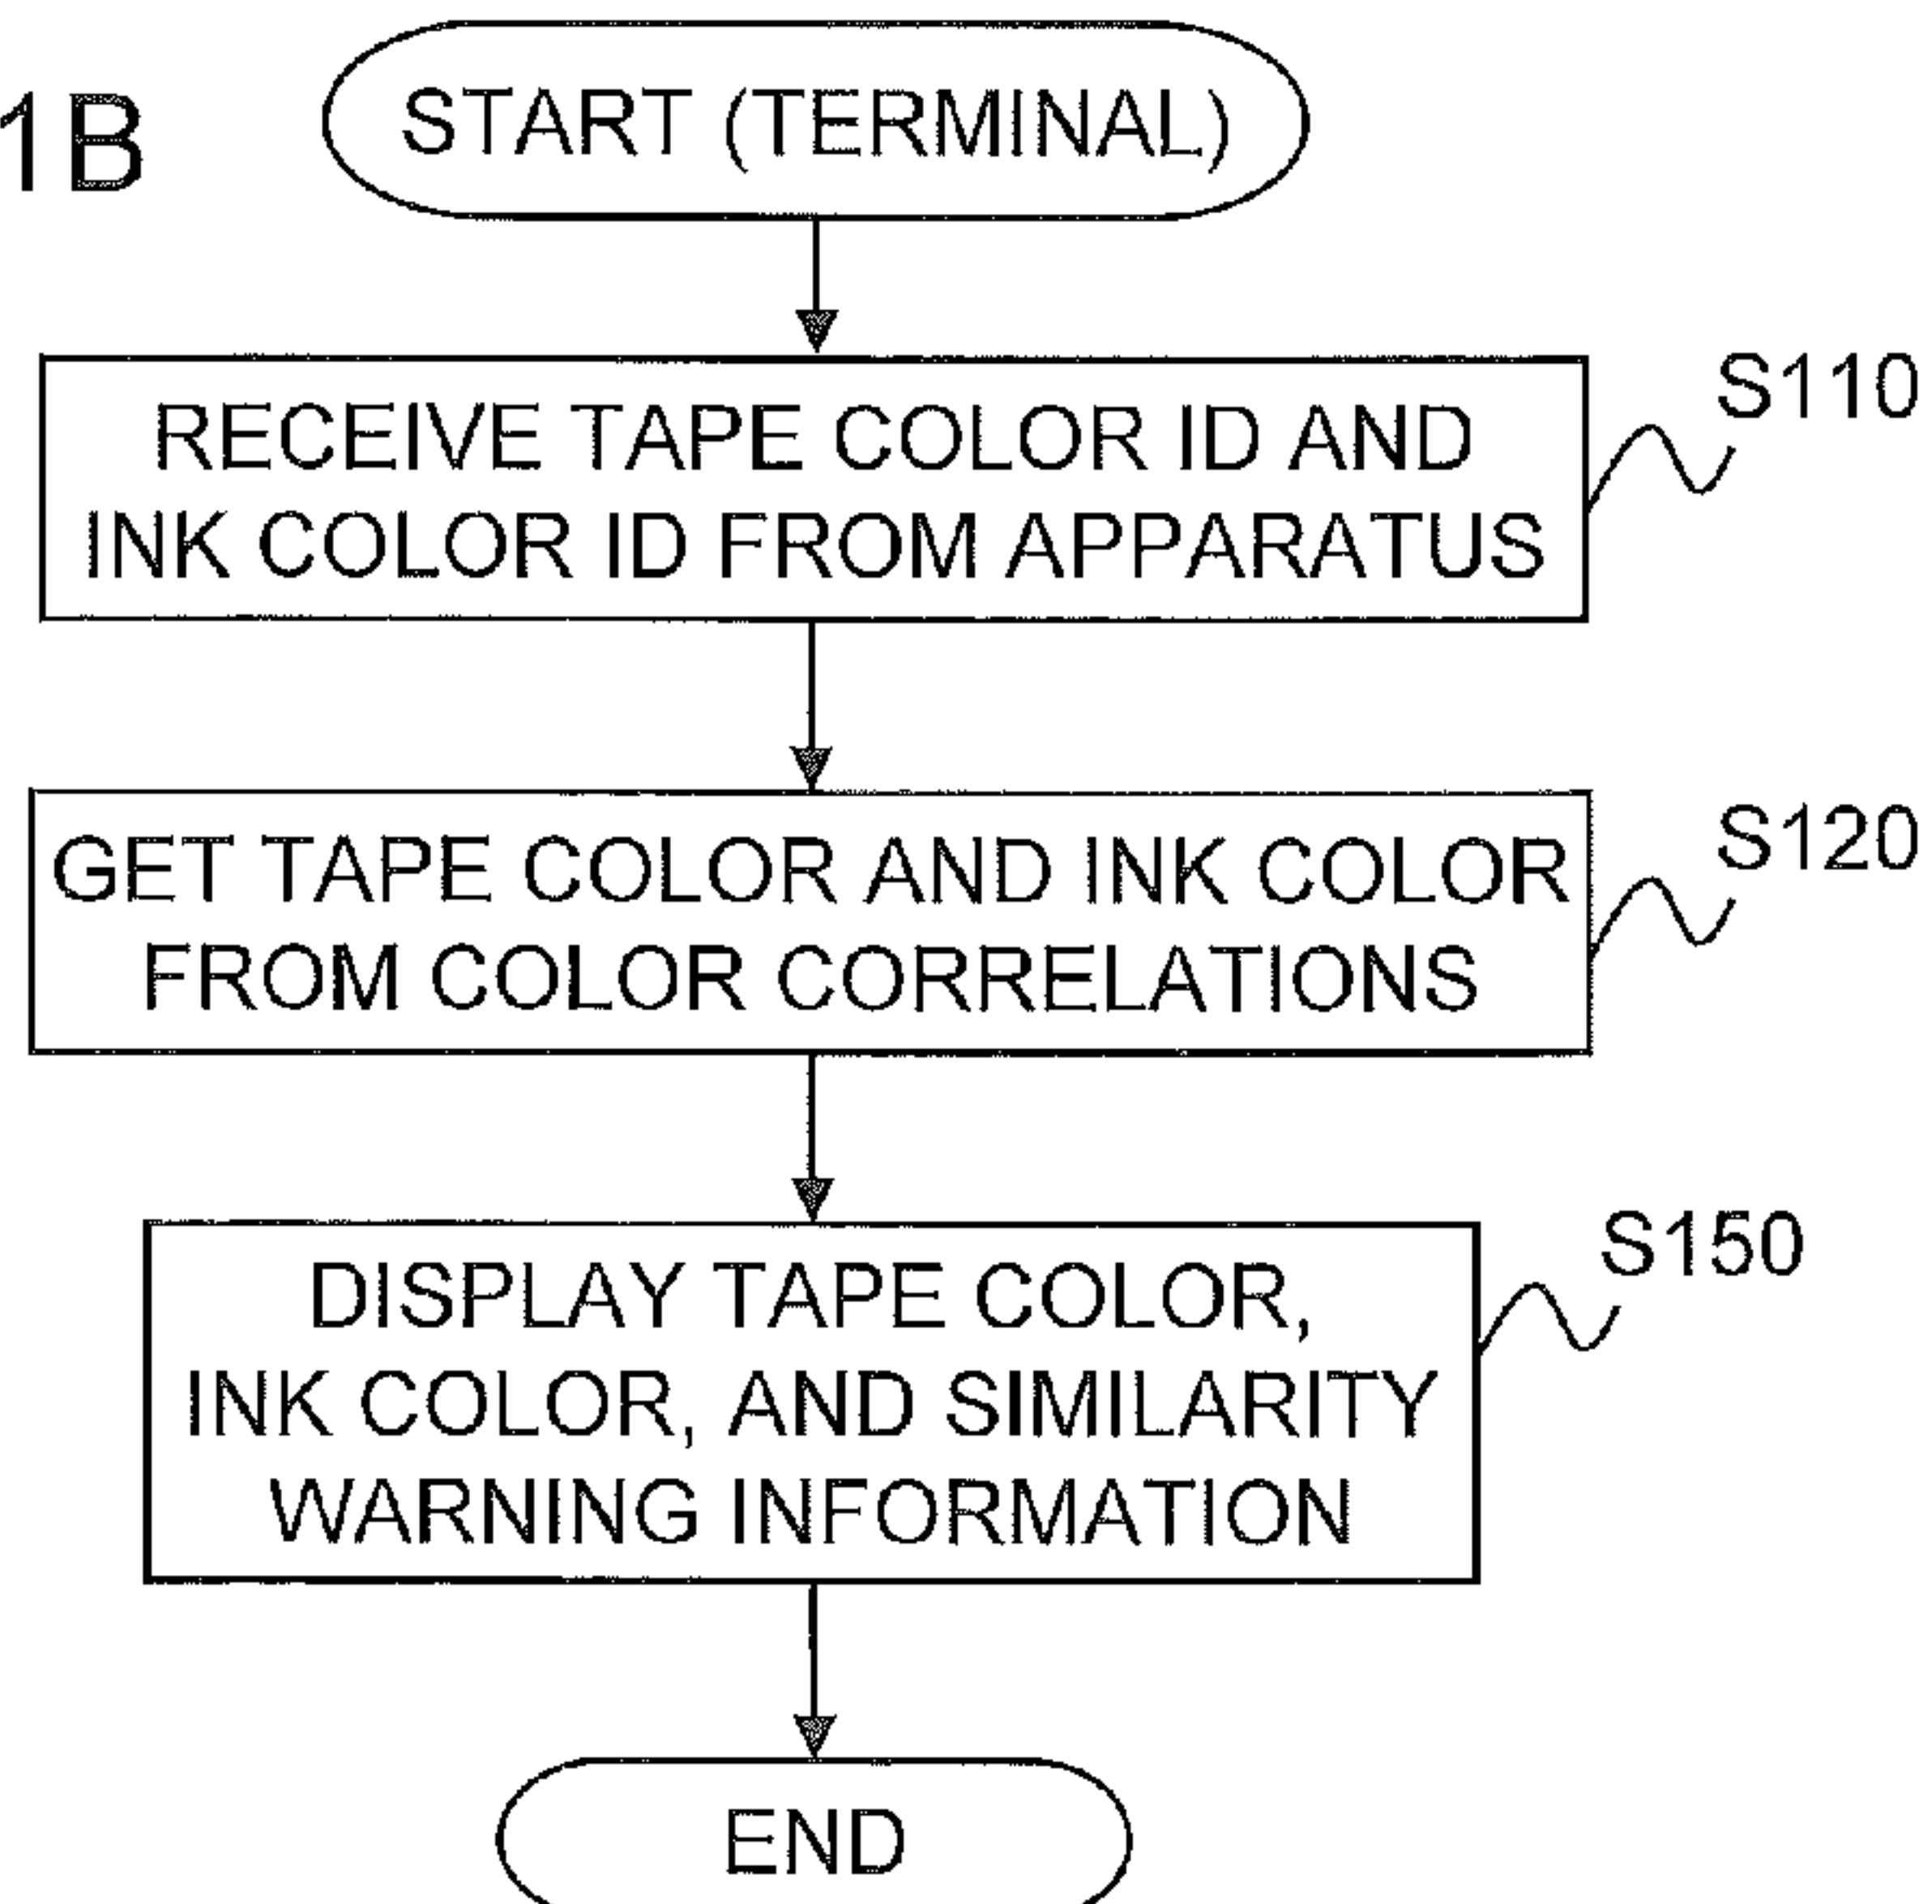 1B
START (TERMINAL)
S110
RECEIVE TAPE COLOR ID AND
INK COLOR ID FROM APPARATUS
S120
GET TAPE COLOR AND INK COLOR
FROM COLOR CORRELATIONS
S150
DISPLAY TAPE COLOR,
INK COLOR, AND SIMILARITY
WARNING INFORMATION
END